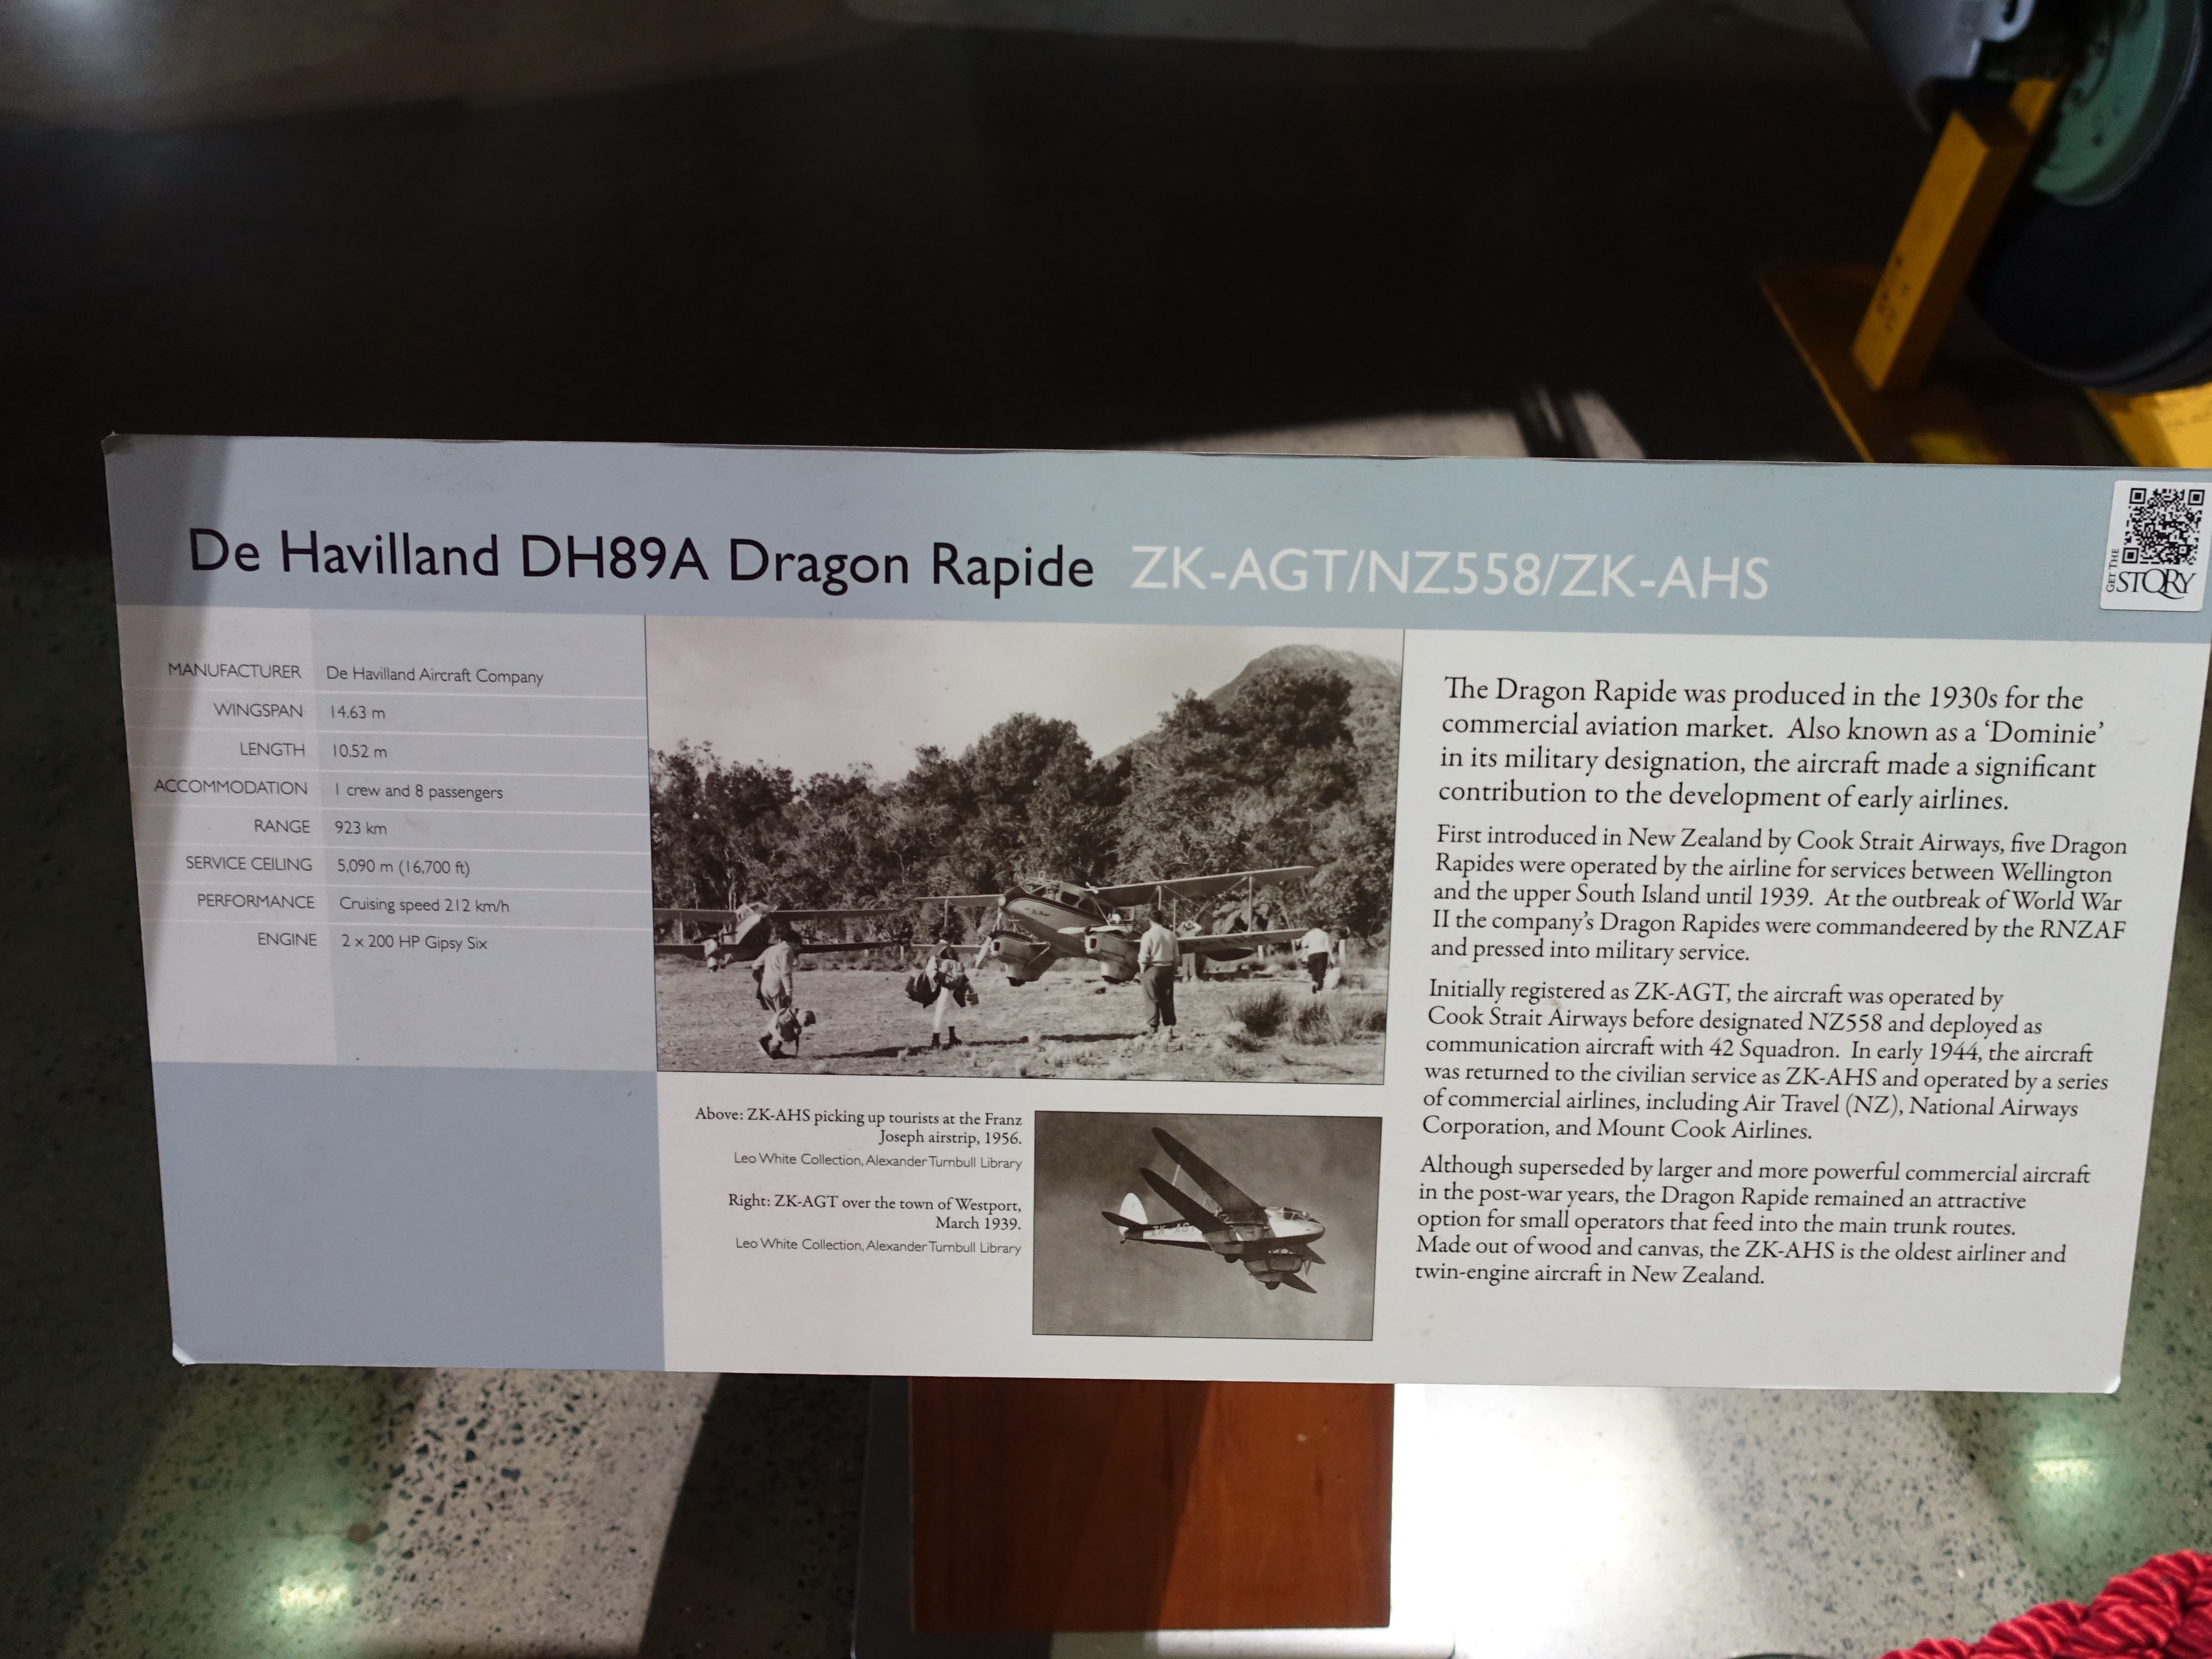 De Havilland DH89A Dragon Rapide ZK-AGT/NZ558/ZK-AHS
GET THE
STORY
MANUFACTURER De Havilland Aircraft Company
WINGSPAN 14.63 m
LENGTH 10.52 m
ACCOMMODATION 1 crew and 8 passengers
RANGE 923 km
SERVICE CEILING 5,090 m (16,700 ft)
PERFORMANCE Cruising speed 212 km/h
ENGINE 2 x 200 HP Gipsy Six
Above: ZK-AHS picking up tourists at the Franz
Joseph airstrip, 1956.
Leo White Collection, Alexander Turnbull Library
Right: ZK-AGT over the town of Westport,
March 1939.
Leo White Collection, Alexander Turnbull Library
ZK-AGT
The Dragon Rapide was produced in the 1930s for the
commercial aviation market. Also known as a ‘Dominie’
in its military designation, the aircraft made a significant
contribution to the development of early airlines.
First introduced in New Zealand by Cook Strait Airways, five Dragon
Rapides were operated by the airline for services between Wellington
and the upper South Island until 1939. At the outbreak of World War
II the company’s Dragon Rapides were commandeered by the RNZAF
and pressed into military service.
Initially registered as ZK-AGT, the aircraft was operated by
Cook Strait Airways before designated NZ558 and deployed as
communication aircraft with 42 Squadron. In early 1944, the aircraft
was returned to the civilian service as ZK-AHS and operated by a series
of commercial airlines, including Air Travel (NZ), National Airways
Corporation, and Mount Cook Airlines.
Although superseded by larger and more powerful commercial aircraft
in the post-war years, the Dragon Rapide remained an attractive
option for small operators that feed into the main trunk routes.
Made out of wood and canvas, the ZK-AHS is the oldest airliner and
twin-engine aircraft in New Zealand.